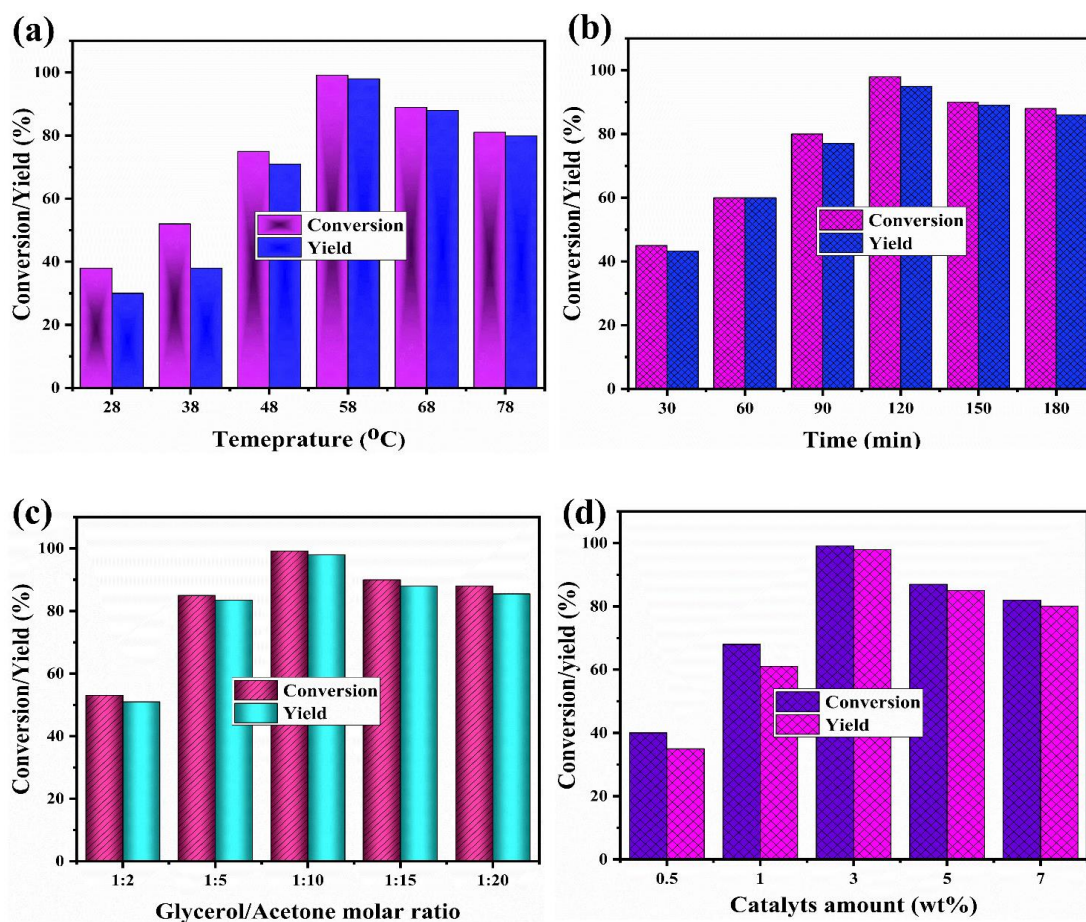 (a)
Conversion/Yield (%)
100
80
60
40
20
0
Conversion
Yield
28 38 48 58 68 78
Temeprature (⁰C)
(b)
Conversion/Yield (%)
100
80
60
40
20
0
Conversion
Yield
30 60 90 120 150 180
Time (min)
(c)
Conversion/Yield (%)
100
80
60
40
20
0
Conversion
Yield
1:2 1:5 1:10 1:15 1:20
Glycerol/Acetone molar ratio
(d)
Conversion/yield (%)
100
80
60
40
20
0
Conversion
Yield
0.5 1 3 5 7
Catalyts amount (wt%)